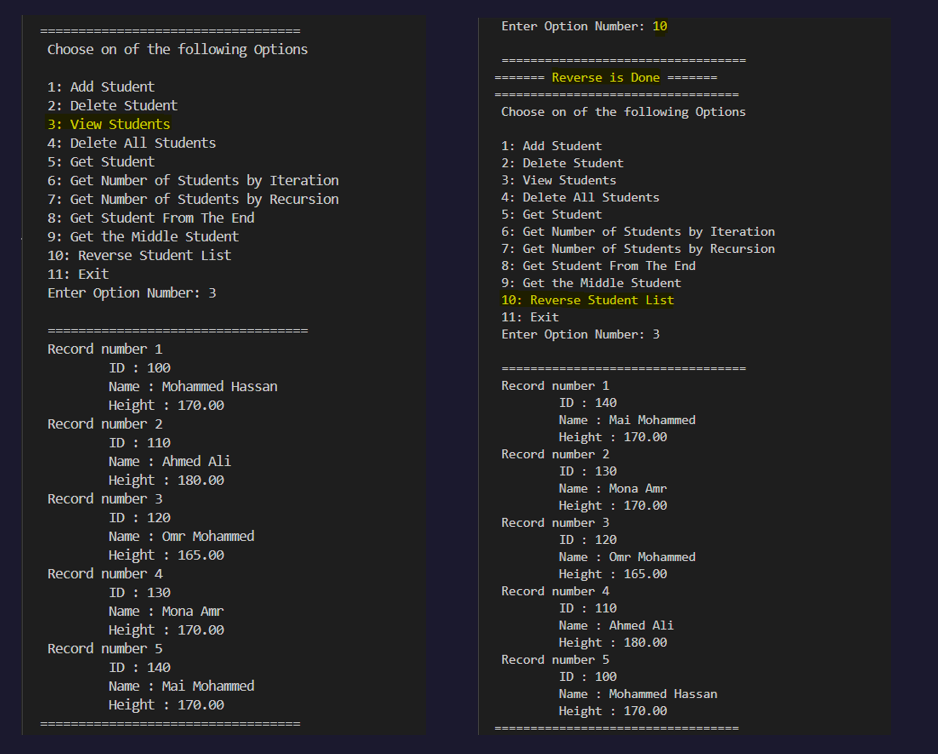 ==================================
Choose on of the following Options
1: Add Student
2: Delete Student
3: View Students
4: Delete All Students
5: Get Student
6: Get Number of Students by Iteration
7: Get Number of Students by Recursion
8: Get Student From The End
9: Get the Middle Student
10: Reverse Student List
11: Exit
Enter Option Number: 3
==================================
Record number 1
ID : 100
Name : Mohammed Hassan
Height : 170.00
Record number 2
ID : 110
Name : Ahmed Ali
Height : 180.00
Record number 3
ID : 120
Name : Omr Mohammed
Height : 165.00
Record number 4
ID : 130
Name : Mona Amr
Height : 170.00
Record number 5
ID : 140
Name : Mai Mohammed
Height : 170.00
==================================
Enter Option Number: 10
==================================
======= Reverse is Done =======
==================================
Choose on of the following Options
1: Add Student
2: Delete Student
3: View Students
4: Delete All Students
5: Get Student
6: Get Number of Students by Iteration
7: Get Number of Students by Recursion
8: Get Student From The End
9: Get the Middle Student
10: Reverse Student List
11: Exit
Enter Option Number: 3
==================================
Record number 1
ID : 140
Name : Mai Mohammed
Height : 170.00
Record number 2
ID : 130
Name : Mona Amr
Height : 170.00
Record number 3
ID : 120
Name : Omr Mohammed
Height : 165.00
Record number 4
ID : 110
Name : Ahmed Ali
Height : 180.00
Record number 5
ID : 100
Name : Mohammed Hassan
Height : 170.00
==================================